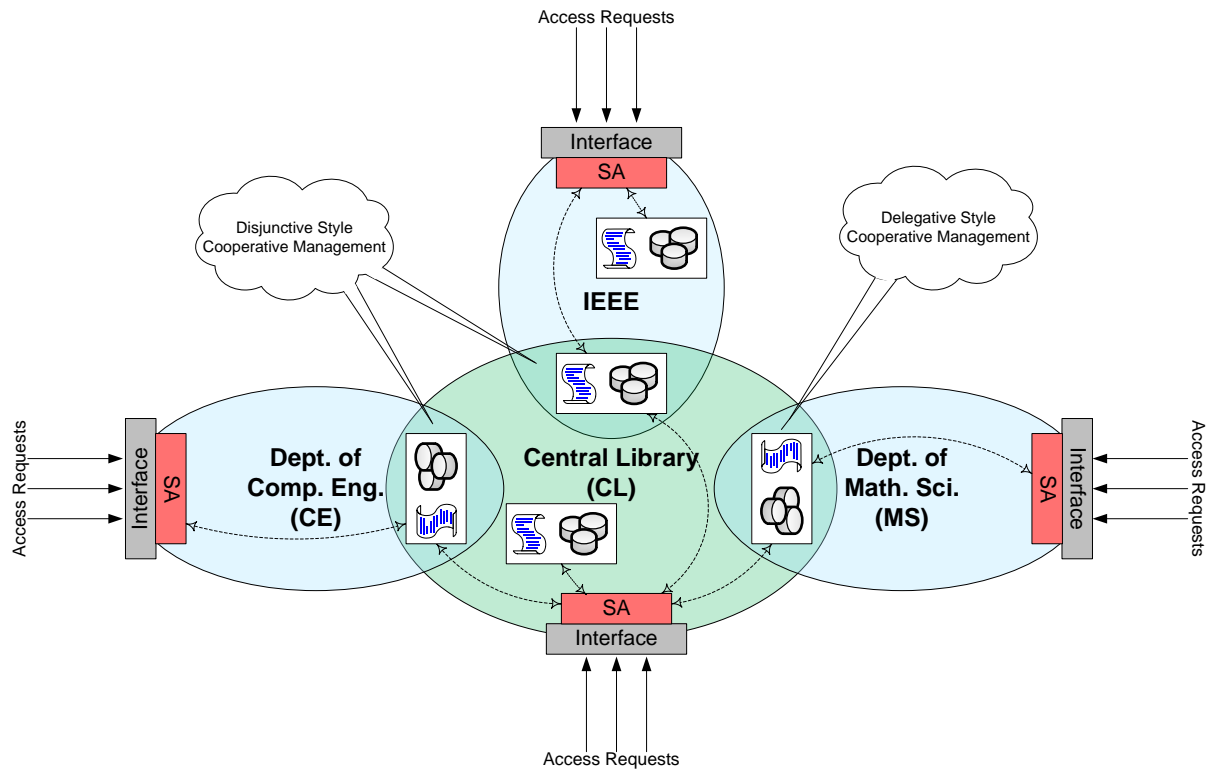 Access Requests
Interface
SA
Disjunctive Style
Cooperative Management
Delegative Style
Cooperative Management
IEEE
Access Requests
Interface
SA
Dept. of
Comp. Eng.
(CE)
Central Library
(CL)
Dept. of
Math. Sci.
(MS)
SA
Interface
Access Requests
SA
Interface
Access Requests